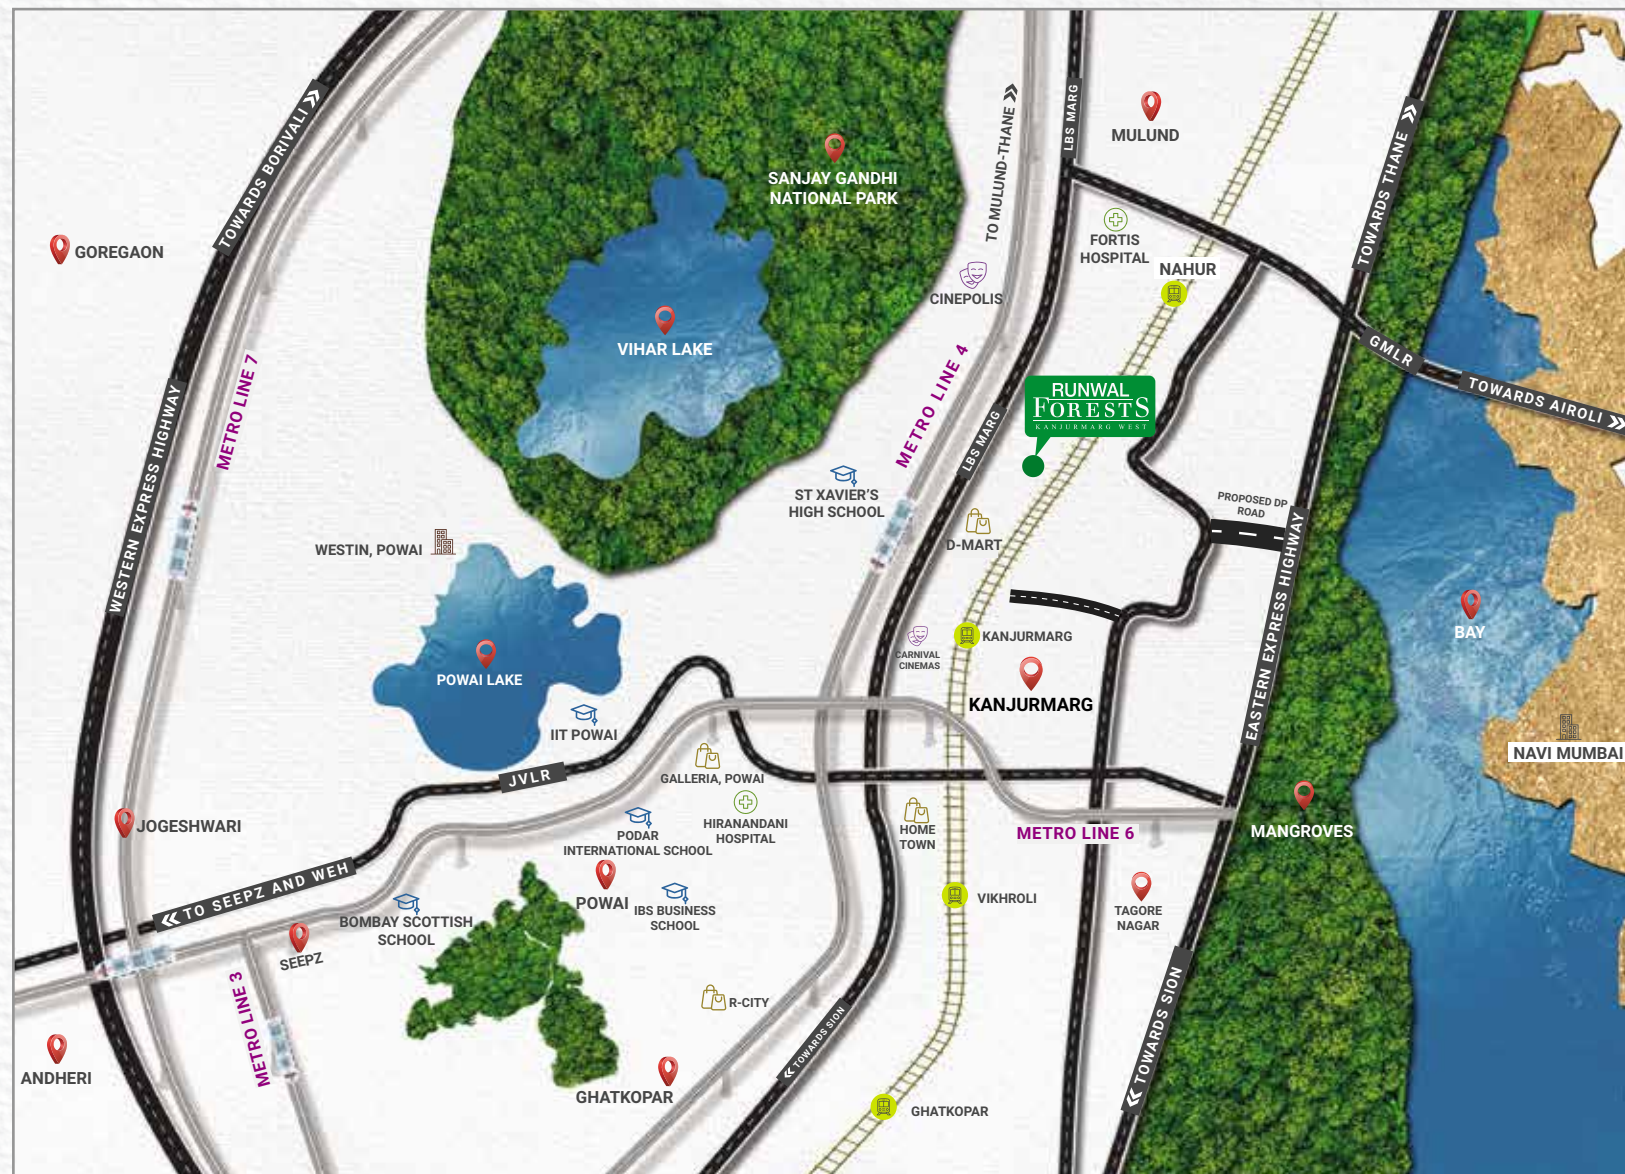 TOWARDS BORIVALI
TO MULUND-THANE
LBS MARG
MULUND
TOWARDS THANE
SANJAY GANDHI
NATIONAL PARK
GOREGAON
FORTIS
HOSPITAL
NAHUR
CINEPOLIS
VIHAR LAKE
METRO LINE 7
METRO LINE 4
GMLR
TOWARDS AIROLI
RUNWAL
FORESTS
KANJURMARG WEST
WESTERN EXPRESS HIGHWAY
LBS MARG
ST XAVIER'S
HIGH SCHOOL
PROPOSED DP
ROAD
WESTIN, POWAI
D-MART
EASTERN EXPRESS HIGHWAY
BAY
KANJURMARG
CARNIVAL
CINEMAS
POWAI LAKE
KANJURMARG
IIT POWAI
NAVI MUMBAI
JVLR
GALLERIA, POWAI
JOGESHWARI
PODAR
INTERNATIONAL SCHOOL
HIRANANDANI
HOSPITAL
HOME
TOWN
METRO LINE 6
MANGROVES
TO SEEPZ AND WEH
POWAI
IBS BUSINESS
SCHOOL
VIKHROLI
TAGORE
NAGAR
BOMBAY SCOTTISH
SCHOOL
SEEPZ
METRO LINE 3
R-CITY
TOWARDS SION
TOWARDS SION
ANDHERI
GHATKOPAR
GHATKOPAR